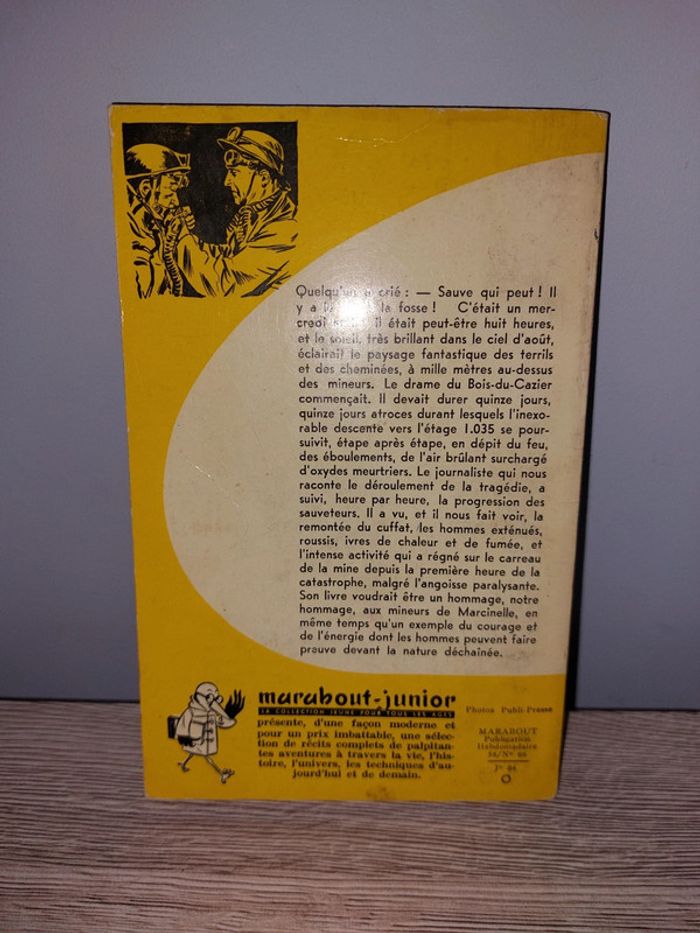 Quelqu'un a crié : — Sauve qui peut ! Il
y a la fosse ! C'était un mer-
credi il était peut-être huit heures,
et le soleil, très brillant dans le ciel d'août,
éclairait le paysage fantastique des terrils
et des cheminées, à mille mètres au-dessus
des mineurs. Le drame du Bois-du-Cazier
commençait. Il devait durer quinze jours,
quinze jours atroces durant lesquels l'inexo-
rable descente vers l'étage 1.035 se pour-
suivit, étape après étape, en dépit du feu,
des éboulements, de l'air brûlant surchargé
d'oxydes meurtriers. Le journaliste qui nous
raconte le déroulement de la tragédie, a
suivi, heure par heure, la progression des
sauveteurs. Il a vu, et il nous fait voir, la
remontée du cuffat, les hommes exténués,
roussis, ivres de chaleur et de fumée, et
l'intense activité qui a régné sur le carreau
de la mine depuis la première heure de la
catastrophe, malgré l'angoisse paralysante.
Son livre voudrait être un hommage, notre
hommage, aux mineurs de Marcinelle, en
même temps qu'un exemple du courage et
de l'énergie dont les hommes peuvent faire
preuve devant la nature déchaînée.
marabout-junior
LA COLLECTION JEUNE POUR TOUS LES AGES
présente, d'une façon moderne et
pour un prix imbattable, une sélec-
tion de récits complets de palpitan-
tes aventures à travers la vie, l'his-
toire, l'univers, les techniques d'au-
jourd'hui et de demain.
Photos Publi-Presse
MARABOUT
Publication
Hebdomadaire